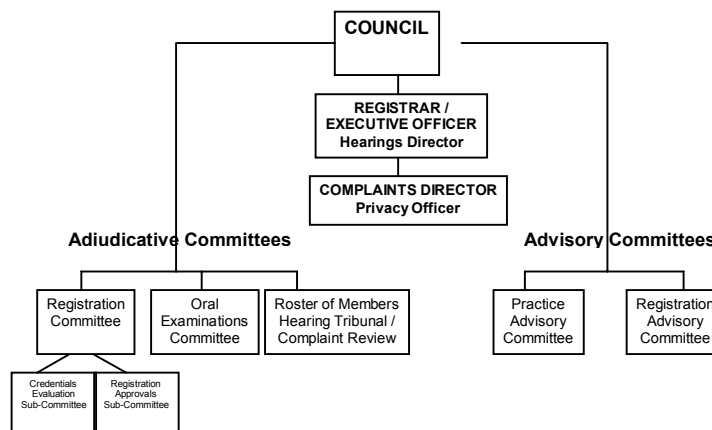 COUNCIL
REGISTRAR /
EXECUTIVE OFFICER
Hearings Director
COMPLAINTS DIRECTOR
Privacy Officer
Adjudicative Committees
Advisory Committees
Registration
Committee
Oral
Examinations
Committee
Roster of Members
Hearing Tribunal /
Complaint Review
Practice
Advisory
Committee
Registration
Advisory
Committee
Credentials
Evaluation
Sub-Committee
Registration
Approvals
Sub-Committee